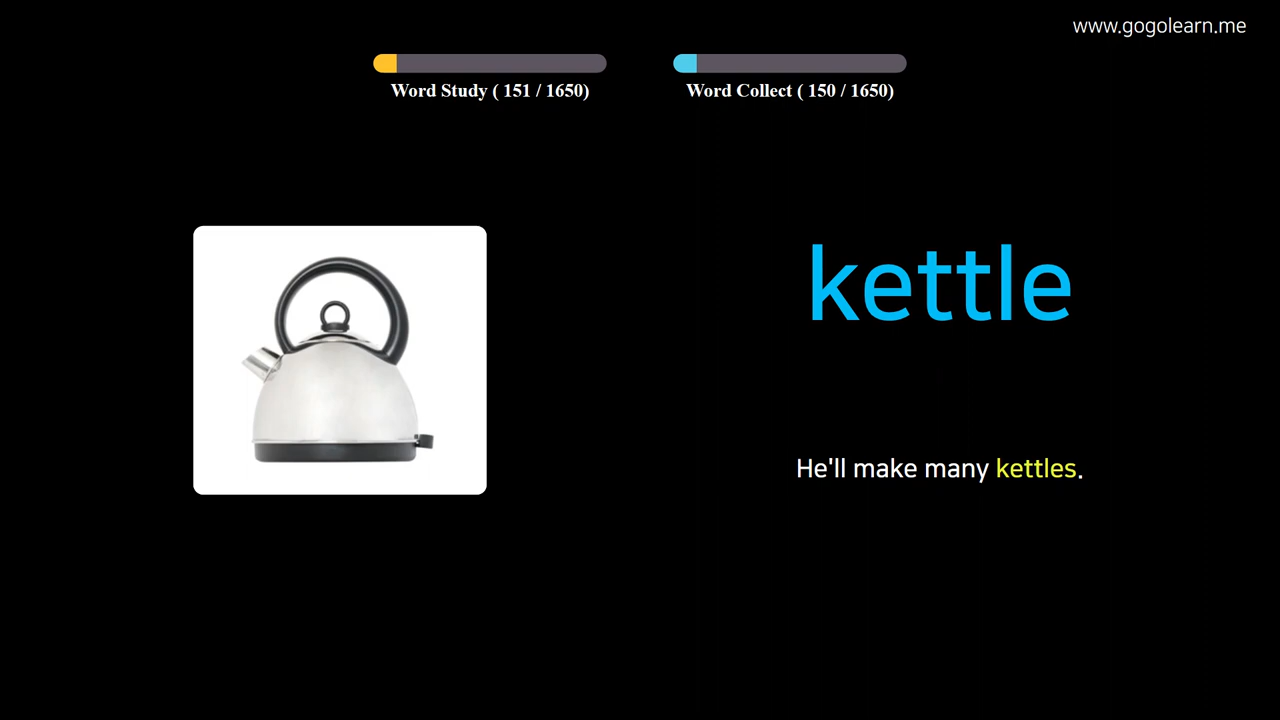 www.gogolearn.me
Word Study ( 151 / 1650)
Word Collect ( 150 / 1650)
kettle
He'll make many kettles.